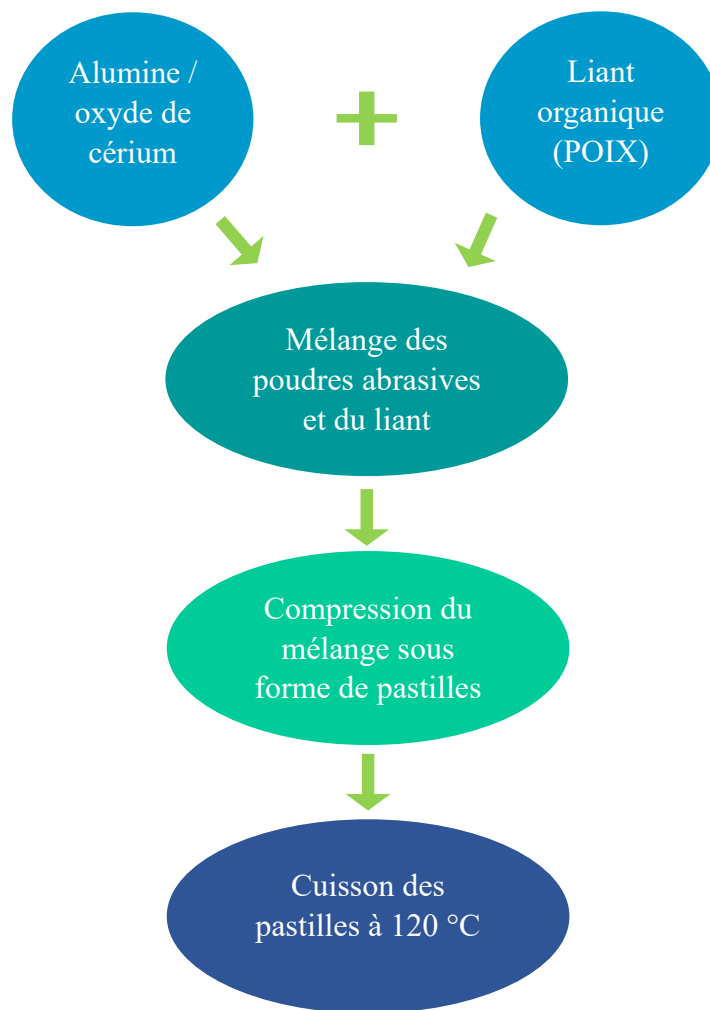 Alumine /
oxyde de
cérium
+
Liant
organique
(POIX)
Mélange des
poudres abrasives
et du liant
Compression du
mélange sous
forme de pastilles
Cuisson des
pastilles à 120 °C